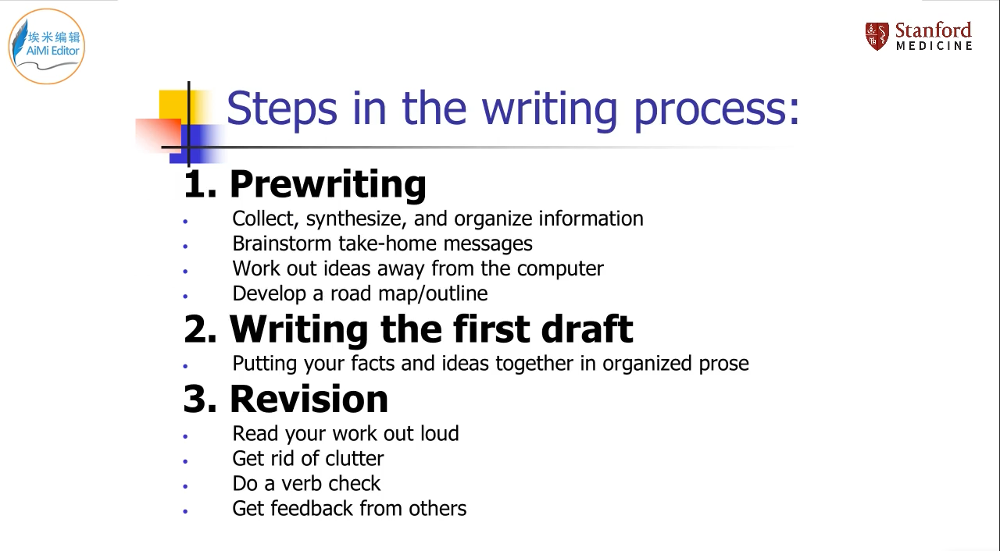 埃米编辑
AiMi Editor
Stanford
MEDICINE
Steps in the writing process:
1. Prewriting
• Collect, synthesize, and organize information
• Brainstorm take-home messages
• Work out ideas away from the computer
• Develop a road map/outline
2. Writing the first draft
• Putting your facts and ideas together in organized prose
3. Revision
• Read your work out loud
• Get rid of clutter
• Do a verb check
• Get feedback from others